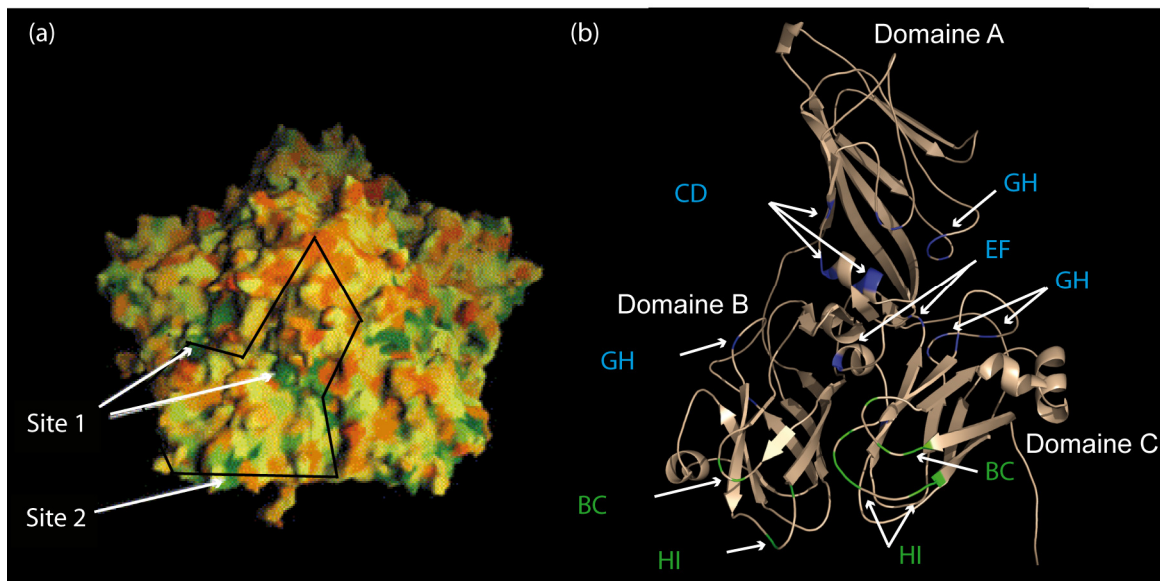 (a)
Site 1
Site 2
(b)
Domaine A
CD
GH
EF
GH
Domaine B
GH
Domaine C
BC
BC
HI
HI